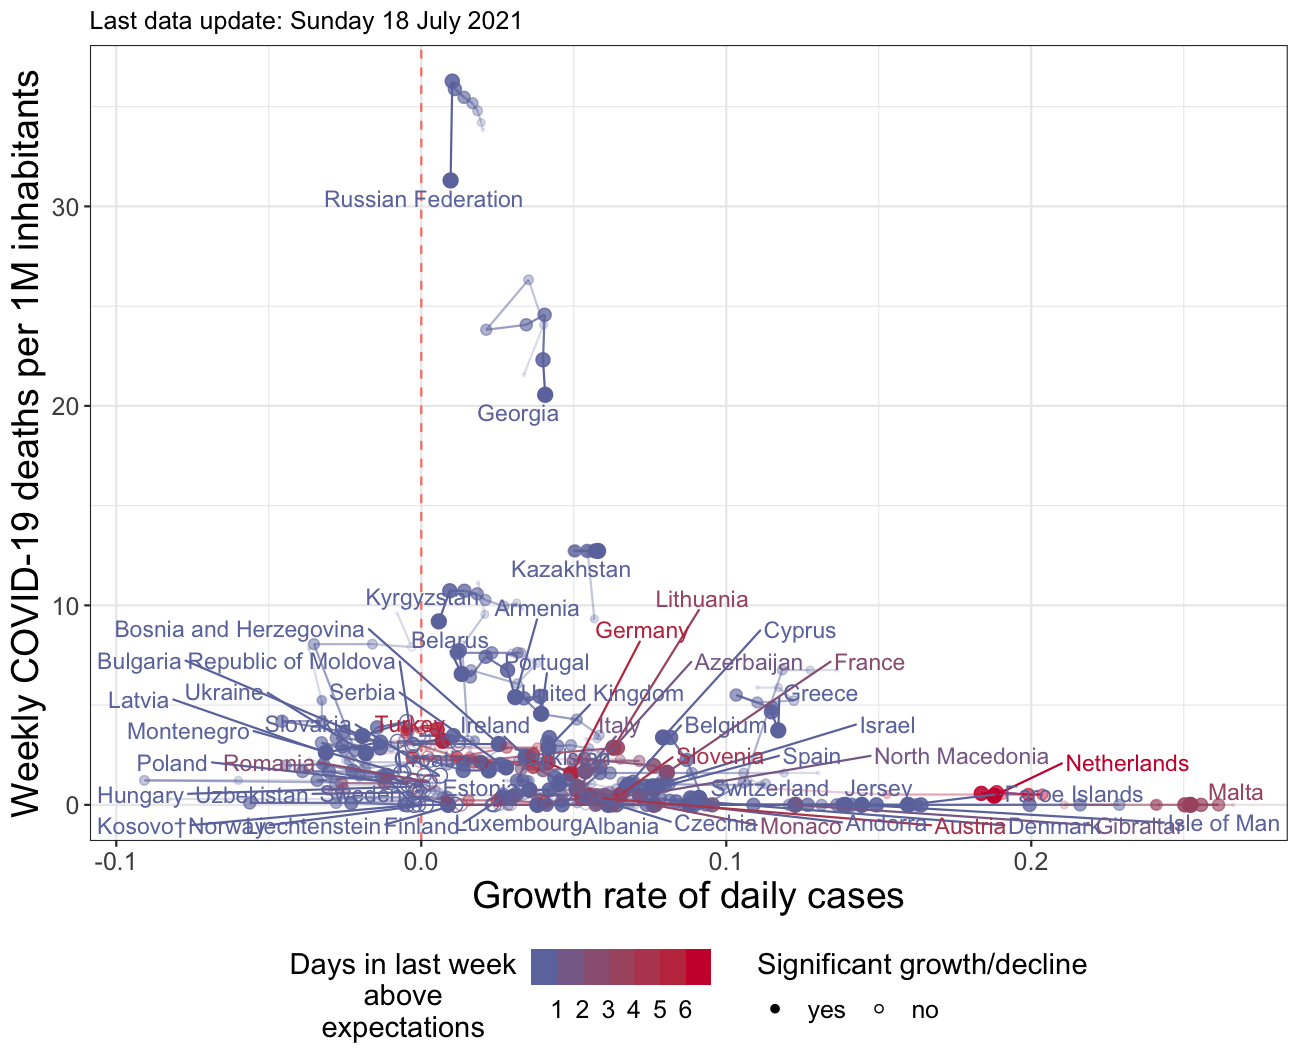 Last data update: Sunday 18 July 2021
Weekly COVID-19 deaths per 1M inhabitants
30
20
10
0
Russian Federation
Georgia
Kazakhstan
Kyrgyzstan
Armenia
Lithuania
Bosnia and Herzegovina
Belarus
Germany
Cyprus
Bulgaria
Republic of Moldova
Portugal
Azerbaijan
France
Latvia
Ukraine
Serbia
United Kingdom
Greece
Montenegro
Slovakia
Turkey
Ireland
Italy
Belgium
Israel
Poland
Romania
Slovenia
Spain
North Macedonia
Netherlands
Hungary
Uzbekistan
Sweden
Switzerland
Jersey
Faroe Islands
Malta
Kosovo†
Norway
Liechtenstein
Finland
Luxembourg
Albania
Czechia
Monaco
Andorra
Austria
Denmark
Gibraltar
Isle of Man
-0.1
0.0
0.1
0.2
Growth rate of daily cases
Days in last week
above
expectations
1 2 3 4 5 6
Significant growth/decline
yes no